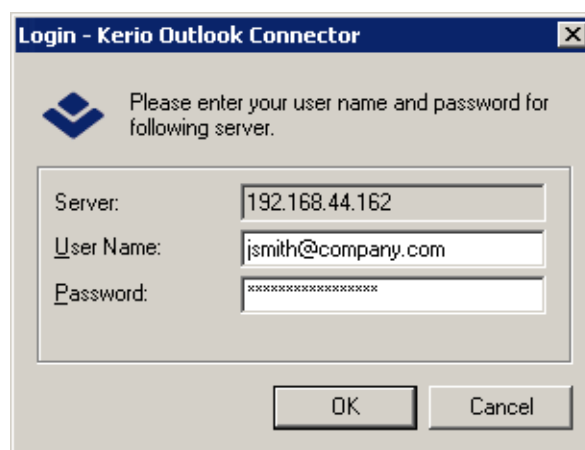 Login - Kerio Outlook Connector
Please enter your user name and password for
following server.
Server: 192.168.44.162
User Name: jsmith@company.com
Password: *****************
OK Cancel